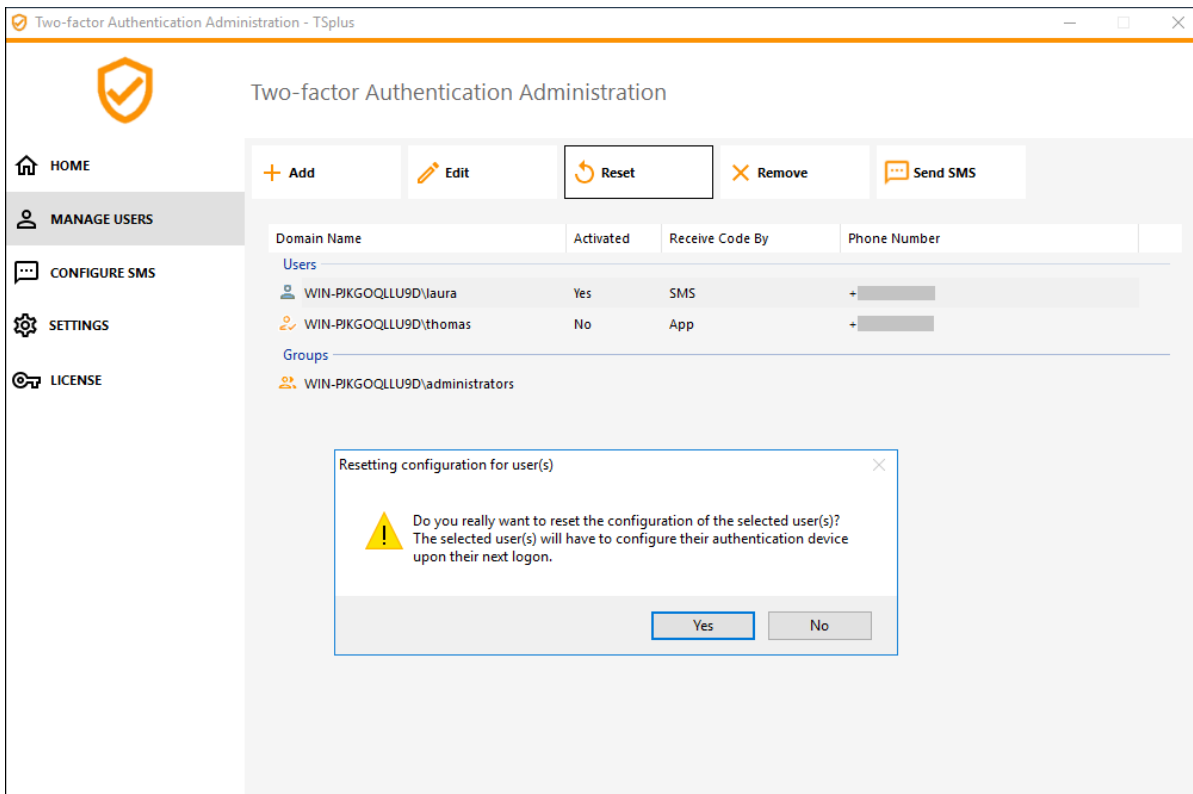 Two-factor Authentication Administration - TSplus
Two-factor Authentication Administration
HOME
MANAGE USERS
CONFIGURE SMS
SETTINGS
LICENSE
Add Edit Reset Remove Send SMS
Domain Name Activated Receive Code By Phone Number
Users
WIN-PJKGOQLLU9D\laura Yes SMS +
WIN-PJKGOQLLU9D\thomas No App +
Groups
WIN-PJKGOQLLU9D\administrators
Resetting configuration for user(s)
Do you really want to reset the configuration of the selected user(s)?
The selected user(s) will have to configure their authentication device
upon their next logon.
Yes No